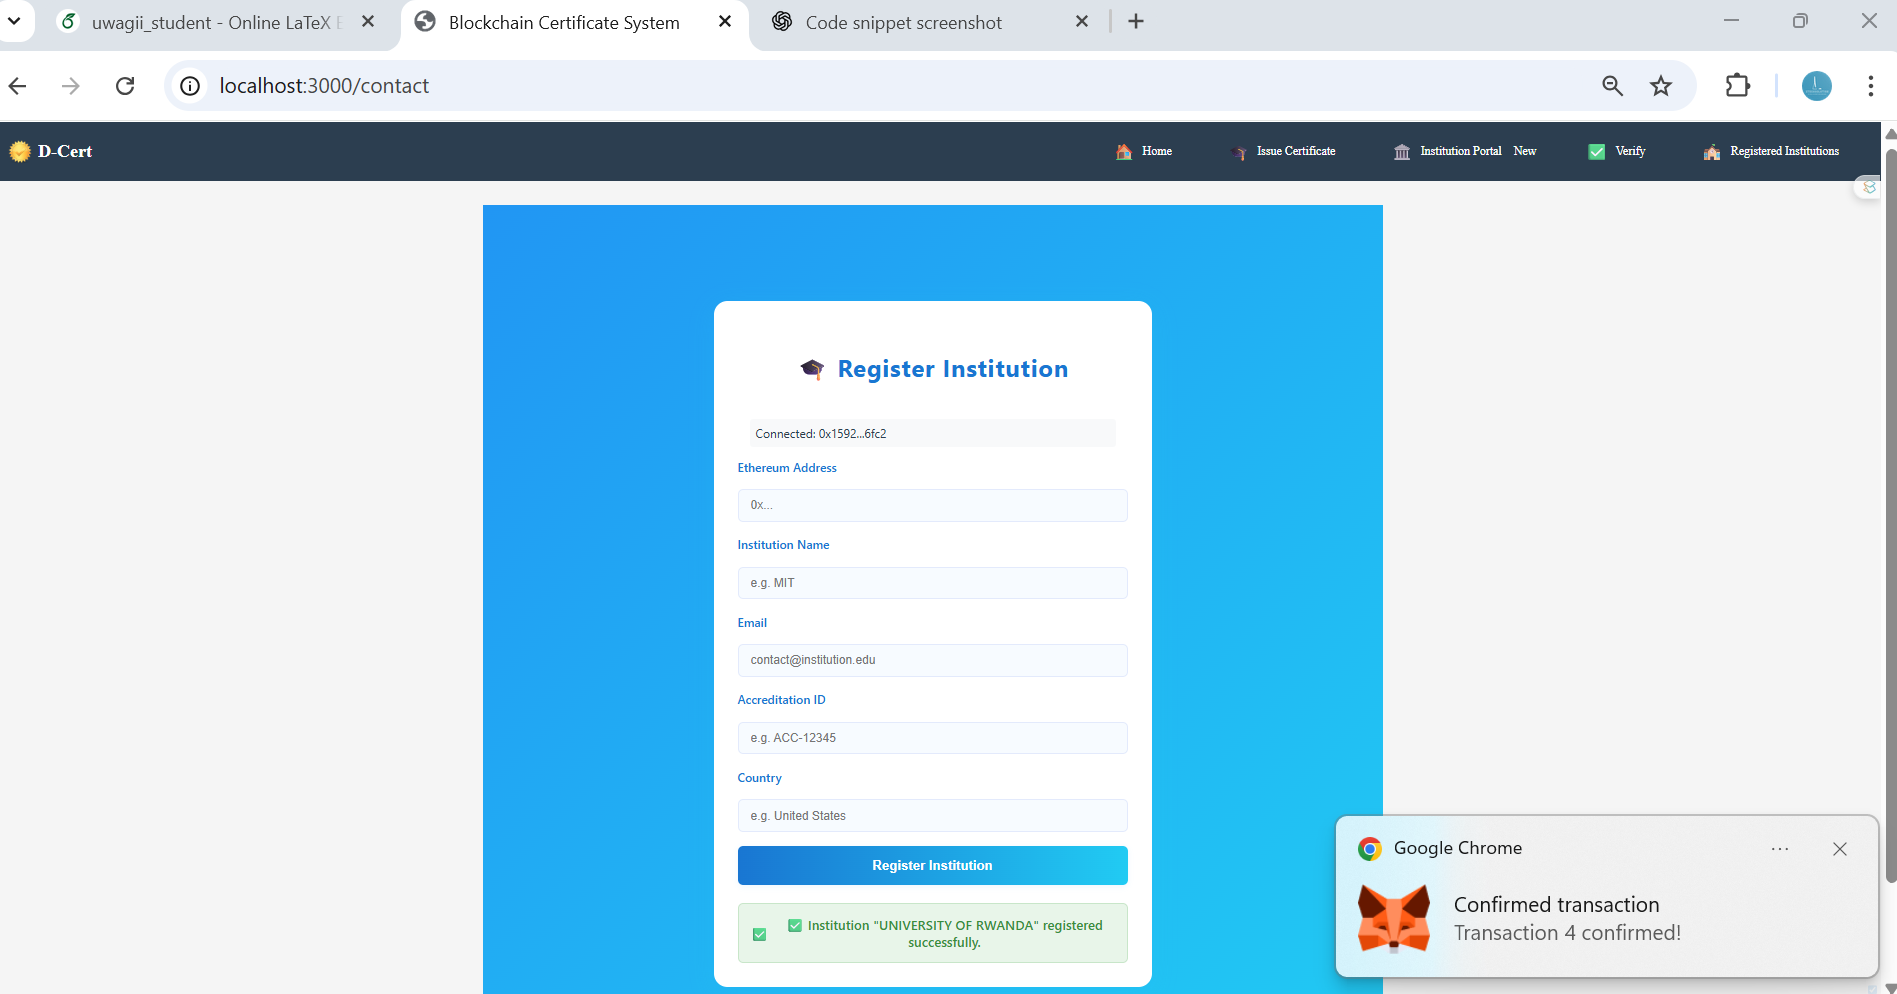 uwagii_student - Online LaTeX E
Blockchain Certificate System
Code snippet screenshot
localhost:3000/contact
D-Cert
Home
Issue Certificate
Institution Portal New
Verify
Registered Institutions
Register Institution
Connected: 0x1592...6fc2
Ethereum Address
0x...
Institution Name
e.g. MIT
Email
contact@institution.edu
Accreditation ID
e.g. ACC-12345
Country
e.g. United States
Register Institution
Institution "UNIVERSITY OF RWANDA" registered
successfully.
Google Chrome
Confirmed transaction
Transaction 4 confirmed!